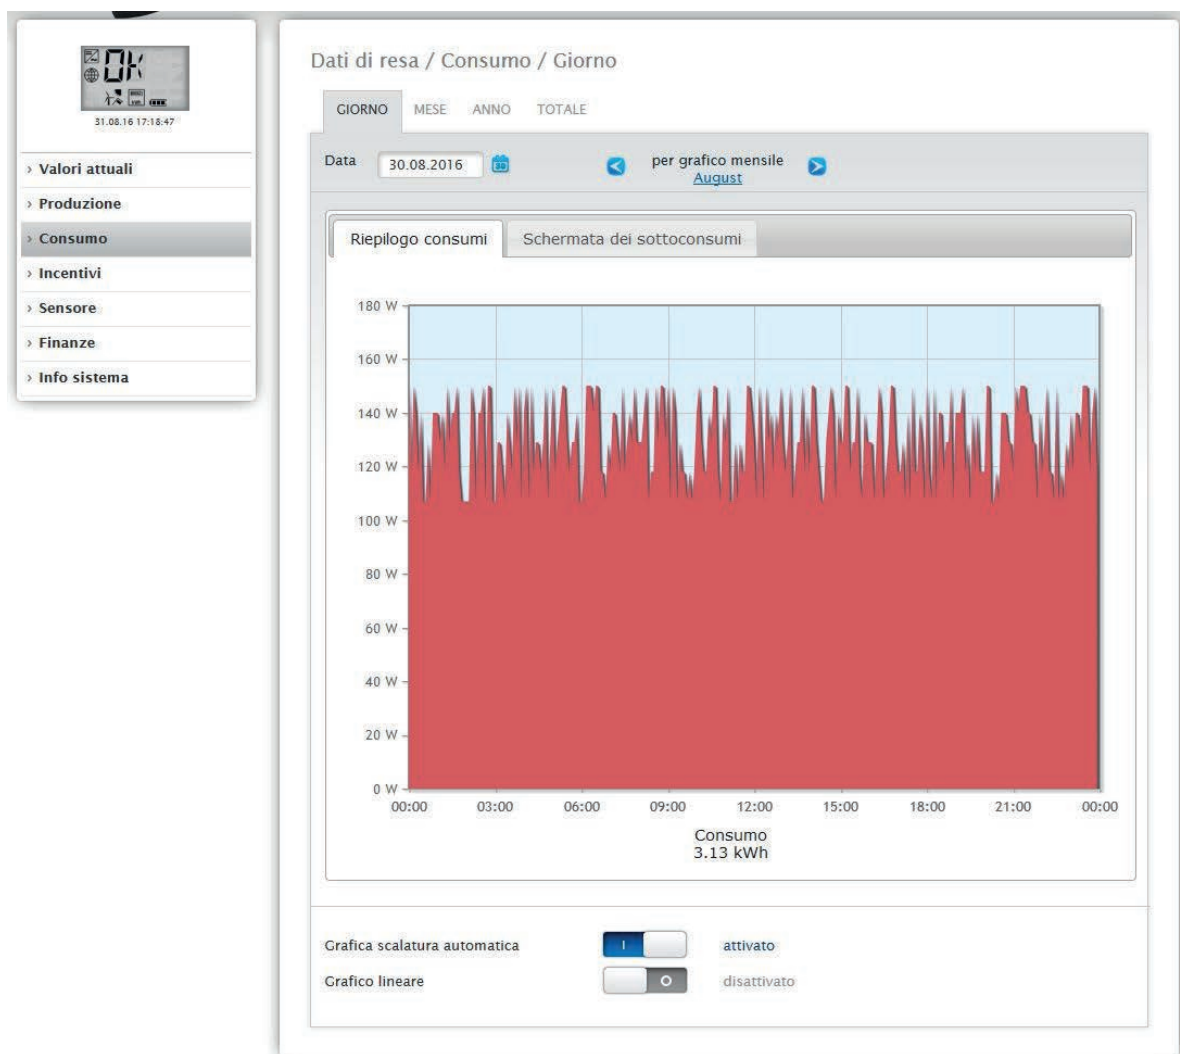 OK
31.08.16 17:18:47
› Valori attuali
› Produzione
› Consumo
› Incentivi
› Sensore
› Finanze
› Info sistema
Dati di resa / Consumo / Giorno
GIORNO MESE ANNO TOTALE
Data 30.08.2016 per grafico mensile
August
Riepilogo consumi Schermata dei sottoconsumi
180 W
160 W
140 W
120 W
100 W
80 W
60 W
40 W
20 W
0 W
00:00 03:00 06:00 09:00 12:00 15:00 18:00 21:00 00:00
Consumo
3.13 kWh
Grafica scalatura automatica I attivato
Grafico lineare O disattivato